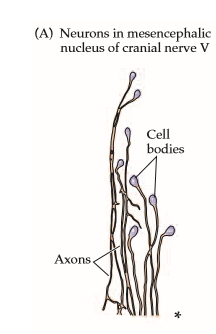 (A) Neurons in mesencephalic
nucleus of cranial nerve V
Cell
bodies
Axons
*